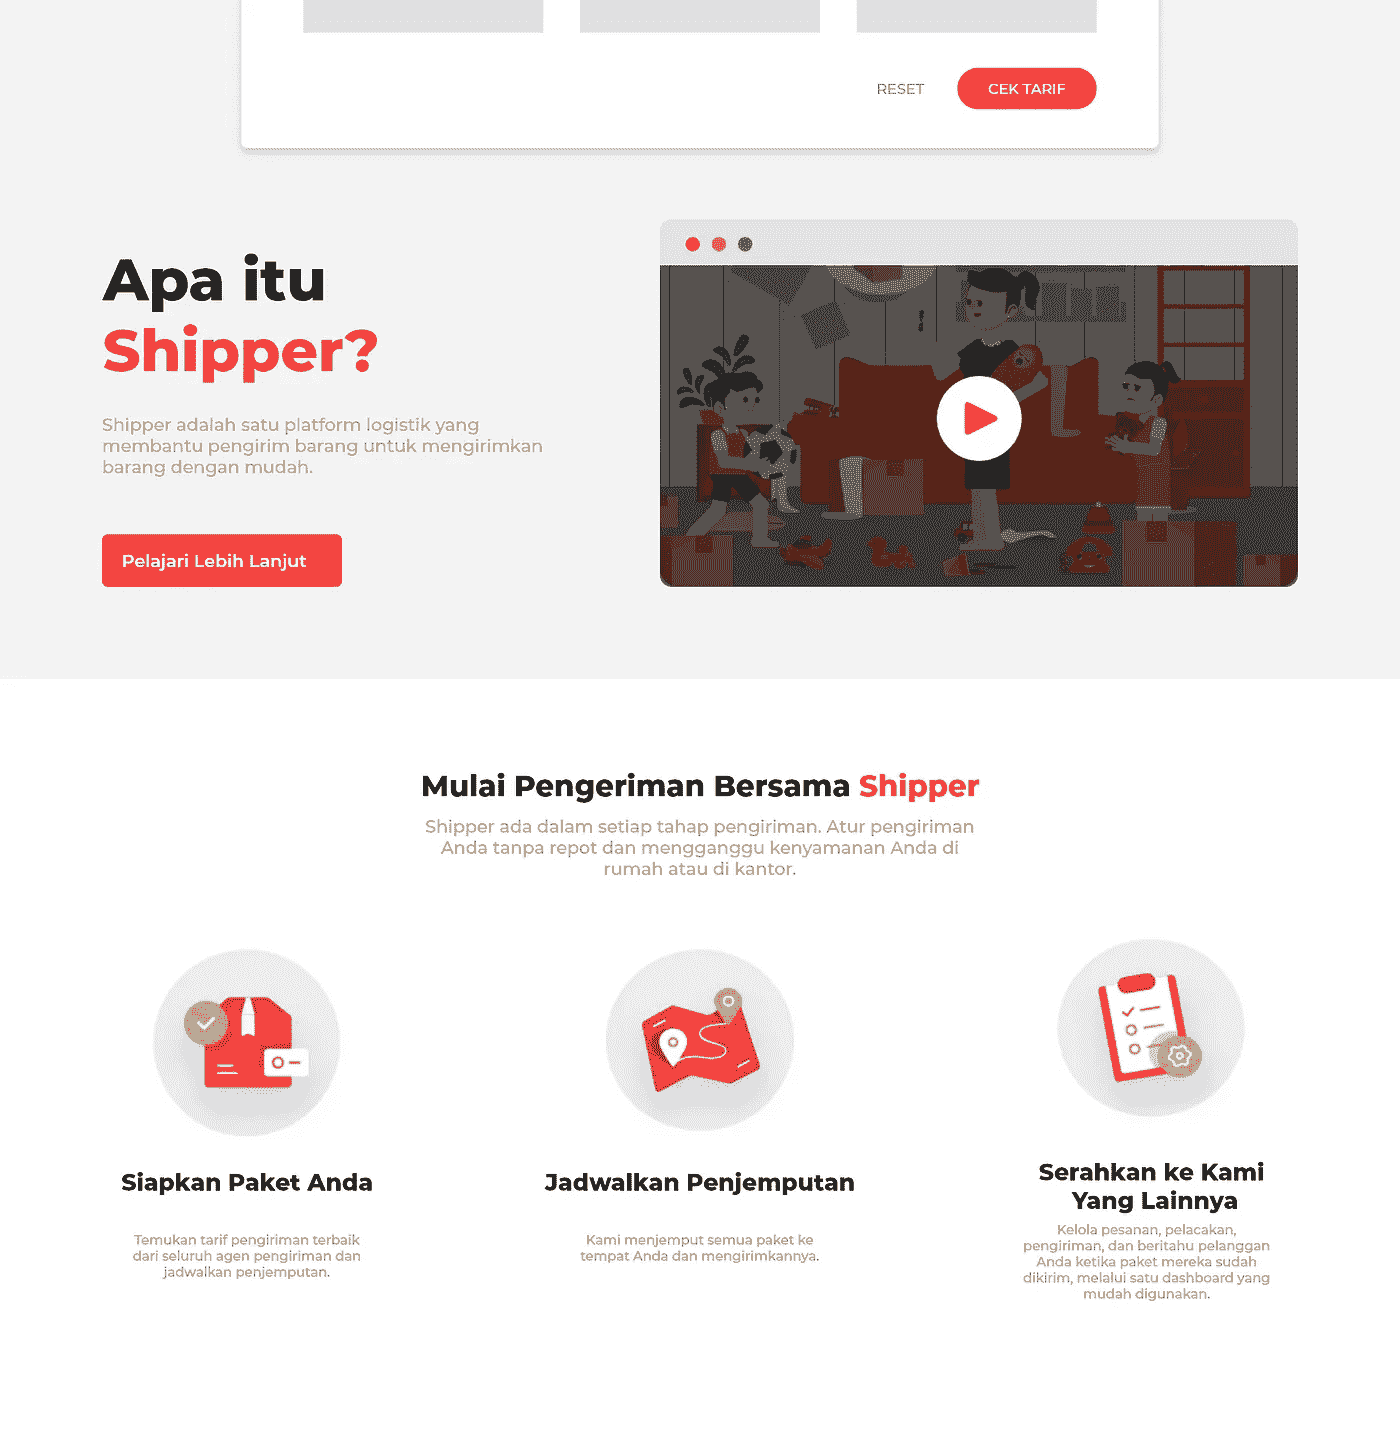 RESET
CEK TARIF
Apa itu
Shipper?
Shipper adalah satu platform logistik yang
membantu pengirim barang untuk mengirimkan
barang dengan mudah.
Pelajari Lebih Lanjut
Mulai Pengeriman Bersama Shipper
Shipper ada dalam setiap tahap pengiriman. Atur pengiriman
Anda tanpa repot dan mengganggu kenyamanan Anda di
rumah atau di kantor.
Siapkan Paket Anda
Temukan tarif pengiriman terbaik
dari seluruh agen pengiriman dan
jadwalkan penjemputan.
Jadwalkan Penjemputan
Kami menjemput semua paket ke
tempat Anda dan mengirimkannya.
Serahkan ke Kami
Yang Lainnya
Kelola pesanan, pelacakan,
pengiriman, dan beritahu pelanggan
Anda ketika paket mereka sudah
dikirim, melalui satu dashboard yang
mudah digunakan.